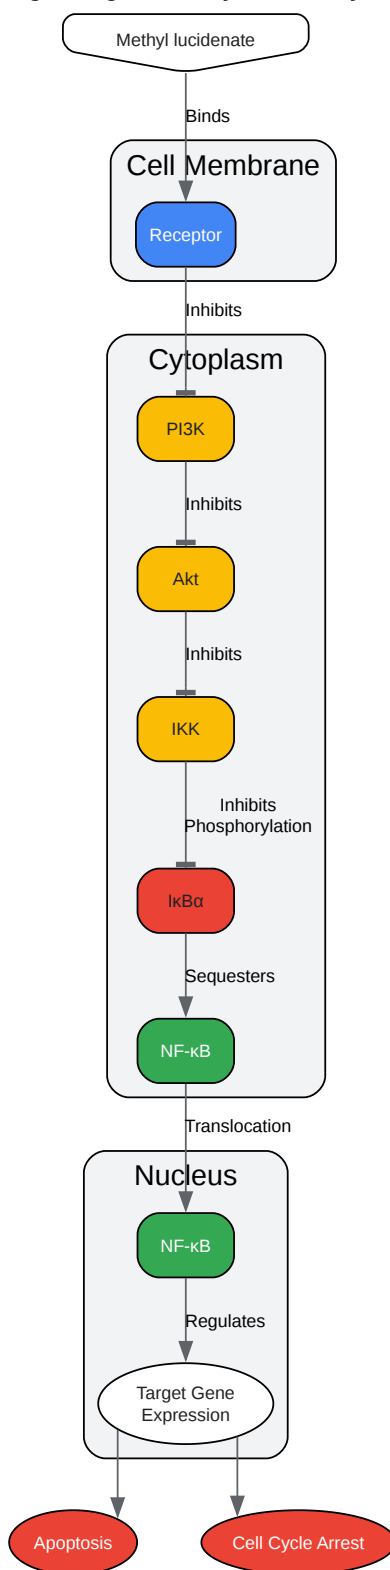 Methyl lucidenate
Binds
Cell Membrane
Receptor
Inhibits
Cytoplasm
PI3K
Inhibits
Akt
Inhibits
IKK
Inhibits
Phosphorylation
IκBα
Sequesters
NF-κB
Translocation
Nucleus
NF-κB
Regulates
Target Gene
Expression
Apoptosis
Cell Cycle Arrest